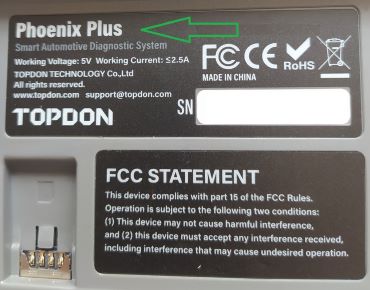 Phoenix Plus
Smart Automotive Diagnostic System
Working Voltage: 5V Working Current: ≤2.5A
TOPDON TECHNOLOGY Co.,Ltd
All rights reserved.
www.topdon.com support@topdon.com
TOPDON
FC CE RoHS
MADE IN CHINA
SN
FCC STATEMENT
This device complies with part 15 of the FCC Rules.
Operation is subject to the following two conditions:
(1) This device may not cause harmful interference,
and (2) this device must accept any interference received,
including interference that may cause undesired operation.